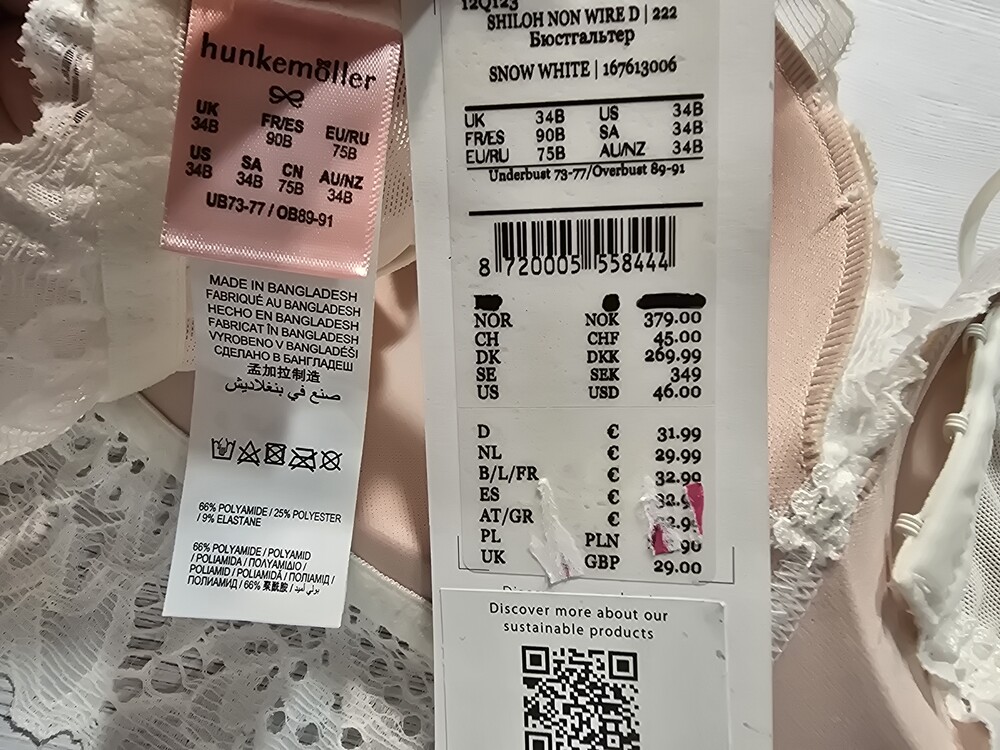 hunkemöller
UK FR/ES EU/RU
34B 90B 75B
US SA CN AU/NZ
34B 34B 75B 34B
UB73-77 / OB89-91
MADE IN BANGLADESH
FABRIQUÉ AU BANGLADESH
HECHO EN BANGLADESH
FABRICAT ÎN BANGLADESH
VYROBENO V BANGLADÉŠI
СДЕЛАНО В БАНГЛАДЕШ
孟加拉制造
صنع في بنغلاديش
66% POLYAMIDE / 25% POLYESTER
/ 9% ELASTANE
66% POLYAMIDE / POLYAMID
/ POLIAMIDA / ΠΟΛΥΑΜΙΔΙΟ /
POLIAMID / POLIAMIDĂ / ПОЛІАМІД /
ПОЛИАМИД / 66% 聚酰胺 / بولي أميد
12Q123
SHILOH NON WIRE D | 222
Бюстгальтер
SNOW WHITE | 167613006
UK 34B US 34B
FR/ES 90B SA 34B
EU/RU 75B AU/NZ 34B
Underbust 73-77/Overbust 89-91
8 720005 558444
NOR NOK 379.00
CH CHF 45.00
DK DKK 269.99
SE SEK 349
US USD 46.00
D € 31.99
NL € 29.99
B/L/FR € 32.99
ES €
AT/GR €
PL PLN
UK GBP 29.00
Discover more about our
sustainable products